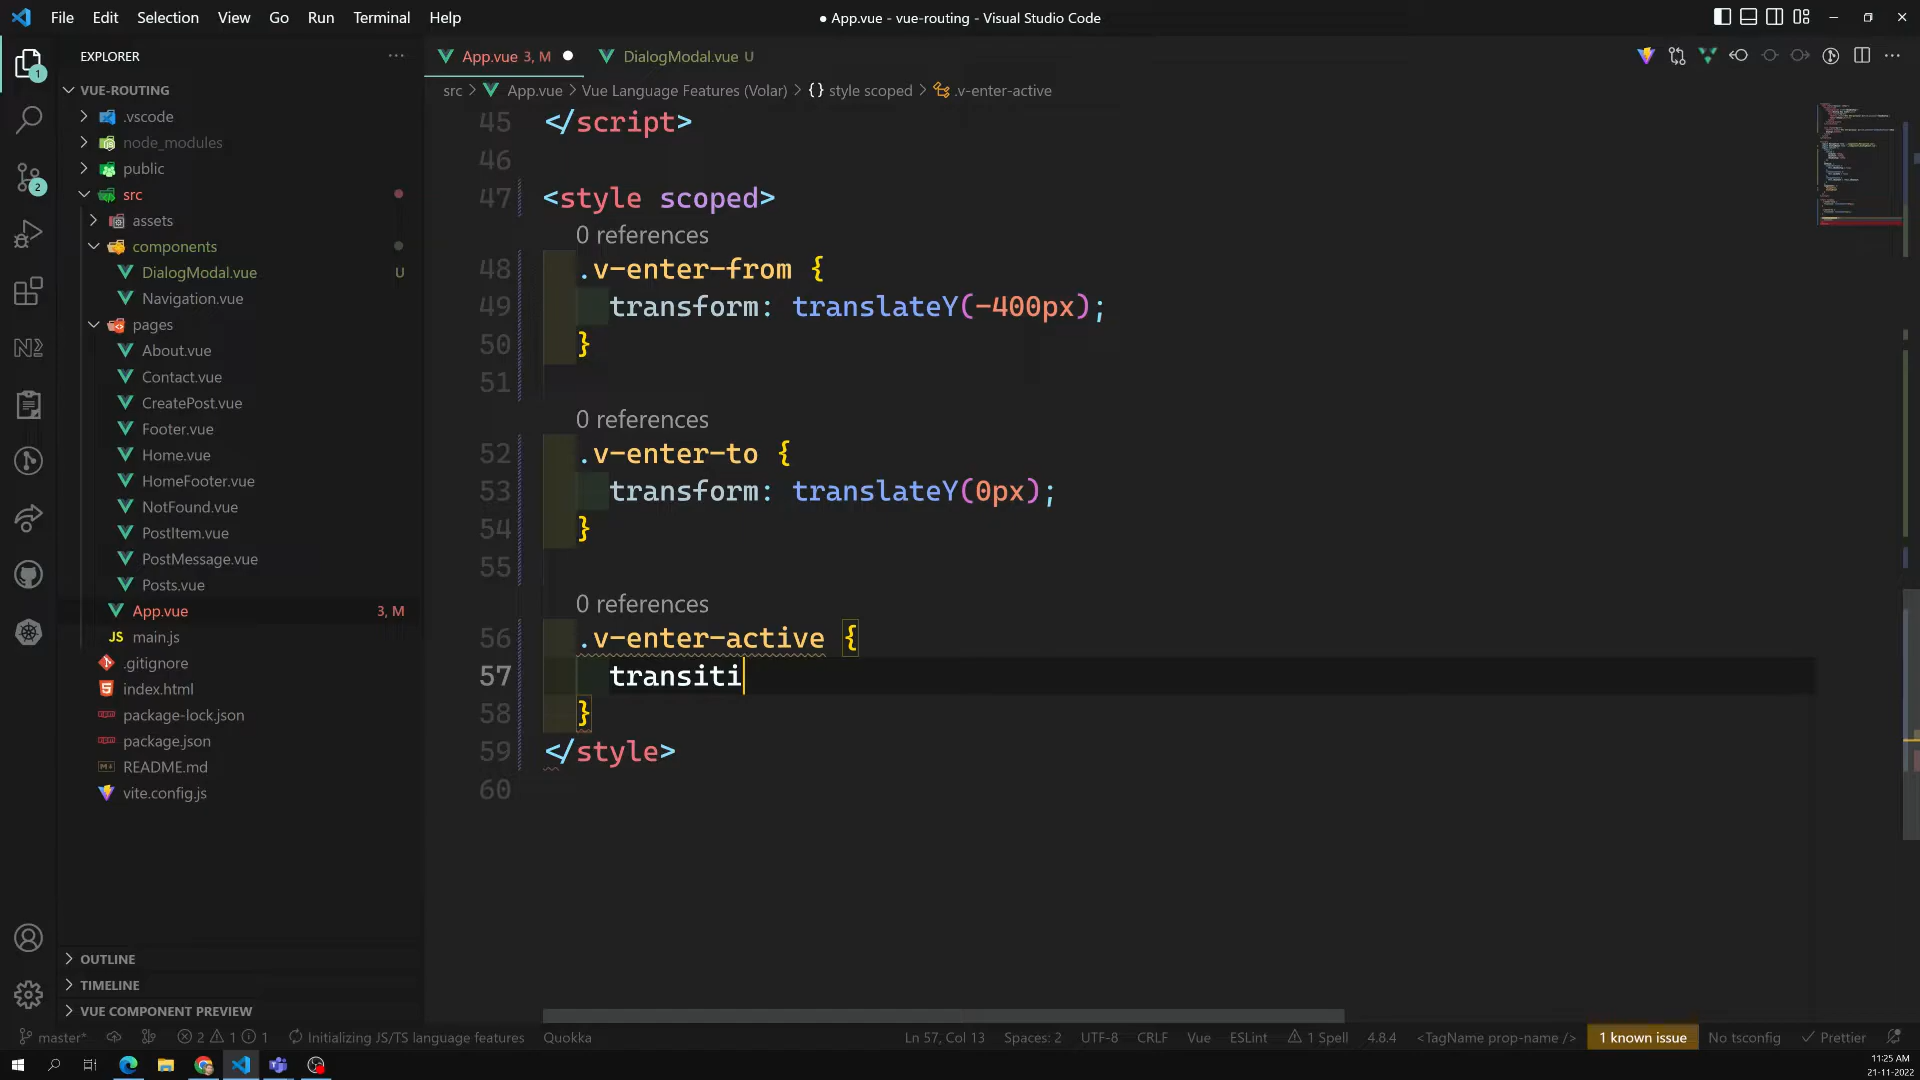 File Edit Selection View Go Run Terminal Help
● App.vue - vue-routing - Visual Studio Code
EXPLORER
VUE-ROUTING
.vscode
node_modules
public
src
assets
components
DialogModal.vue U
Navigation.vue
pages
About.vue
Contact.vue
CreatePost.vue
Footer.vue
Home.vue
HomeFooter.vue
NotFound.vue
PostItem.vue
PostMessage.vue
Posts.vue
App.vue 3, M
JS main.js
.gitignore
index.html
package-lock.json
package.json
README.md
vite.config.js
OUTLINE
TIMELINE
VUE COMPONENT PREVIEW
1
2
App.vue 3, M ●
DialogModal.vue U
src > App.vue > Vue Language Features (Volar) > {} style scoped > .v-enter-active
45 </script>
46
47 <style scoped>
0 references
48 .v-enter-from {
49 transform: translateY(-400px);
50 }
51
0 references
52 .v-enter-to {
53 transform: translateY(0px);
54 }
55
0 references
56 .v-enter-active {
57 transiti
58 }
59 </style>
60
master* 2 1 1 Initializing JS/TS language features Quokka
Ln 57, Col 13 Spaces: 2 UTF-8 CRLF Vue ESLint 1 Spell 4.8.4 <TagName prop-name /> 1 known issue No tsconfig Prettier
11:25 AM
21-11-2022